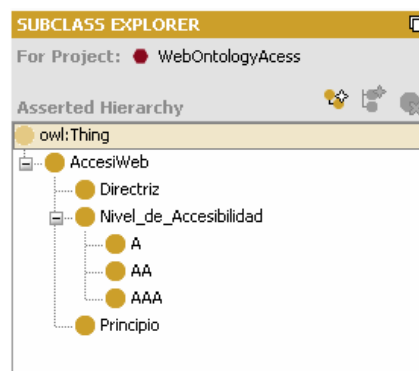 SUBCLASS EXPLORER
For Project: WebOntologyAcess
Asserted Hierarchy
owl:Thing
AccesiWeb
Directriz
Nivel_de_Accesibilidad
A
AA
AAA
Principio